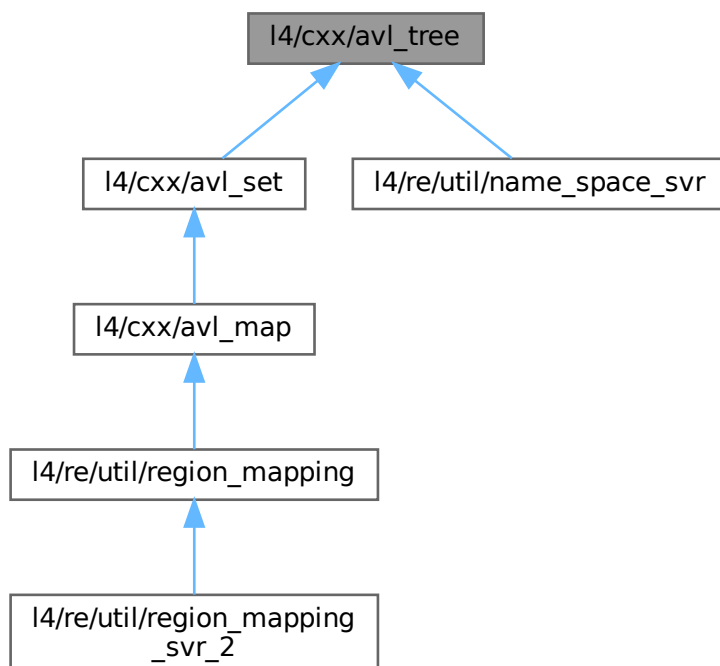 l4/cxx/avl_tree
l4/cxx/avl_set
l4/re/util/name_space_svr
l4/cxx/avl_map
l4/re/util/region_mapping
l4/re/util/region_mapping
_svr_2